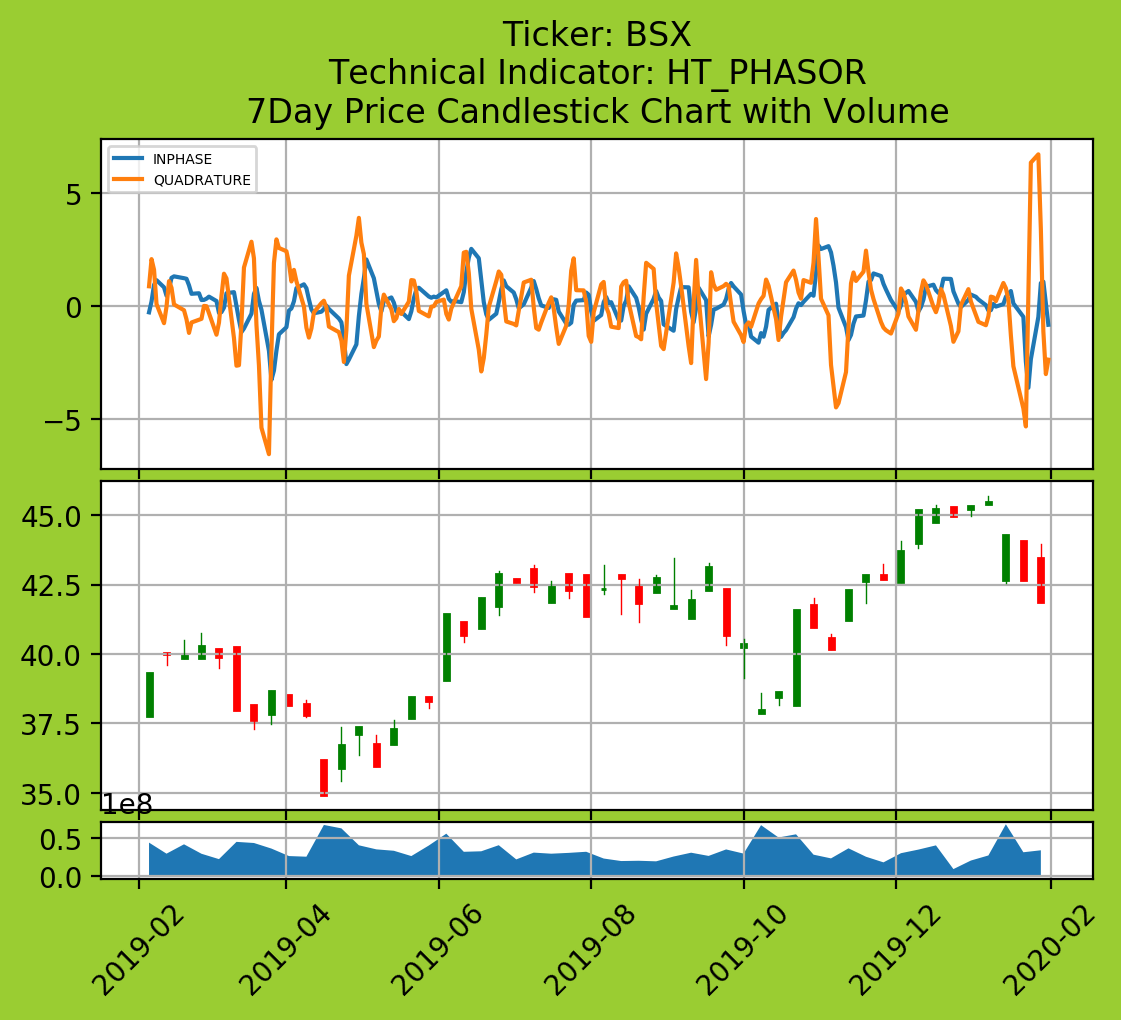 Ticker: BSX
Technical Indicator: HT_PHASOR
7Day Price Candlestick Chart with Volume
INPHASE
QUADRATURE
5
0
−5
45.0
42.5
40.0
37.5
35.0
1e8
0.5
0.0
2019-02
2019-04
2019-06
2019-08
2019-10
2019-12
2020-02